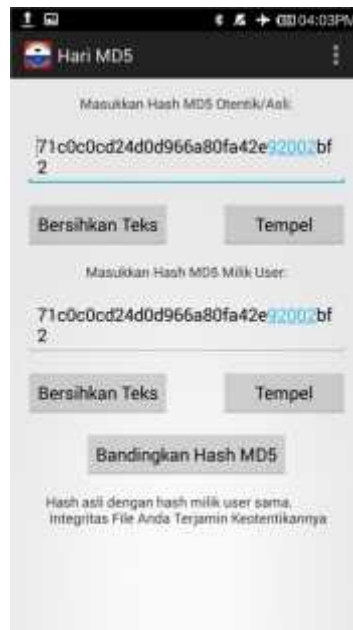 04:03PM
Hari MD5
Masukkan Hash MD5 Otentik/Asli:
71c0c0cd24d0d966a80fa42e92002bf
2
Bersihkan Teks Tempel
Masukkan Hash MD5 Milik User:
71c0c0cd24d0d966a80fa42e92002bf
2
Bersihkan Teks Tempel
Bandingkan Hash MD5
Hash asli dengan hash milik user sama.
Integritas File Anda Terjamin Keotentikannya